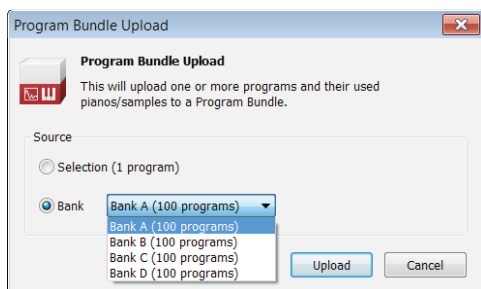 Program Bundle Upload
Program Bundle Upload
This will upload one or more programs and their used
pianos/samples to a Program Bundle.
Source
Selection (1 program)
Bank Bank A (100 programs)
Bank A (100 programs)
Bank B (100 programs)
Bank C (100 programs)
Bank D (100 programs)
Upload Cancel